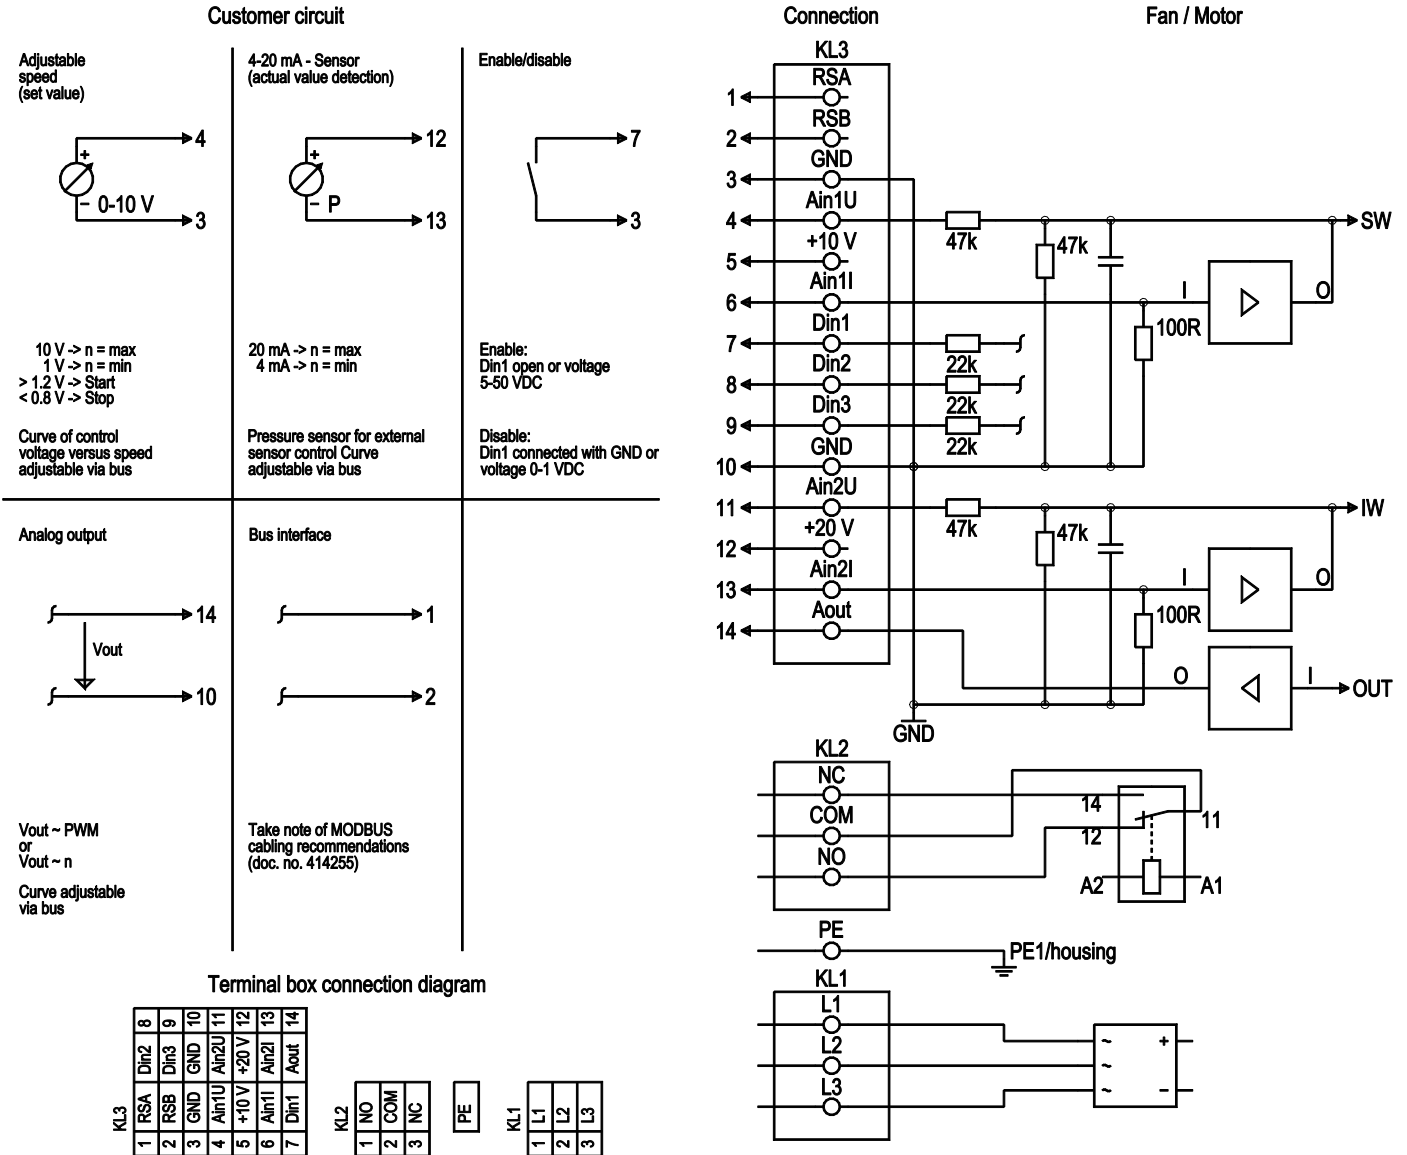 Customer circuit
Connection
Fan / Motor
Adjustable
speed
(set value)
4
+
− 0-10 V
3
10 V -> n = max
1 V -> n = min
> 1.2 V -> Start
< 0.8 V -> Stop
Curve of control
voltage versus speed
adjustable via bus
4-20 mA - Sensor
(actual value detection)
12
+
− P
13
20 mA -> n = max
4 mA -> n = min
Pressure sensor for external
sensor control Curve
adjustable via bus
Enable/disable
7
3
Enable:
Din1 open or voltage
5-50 VDC
Disable:
Din1 connected with GND or
voltage 0-1 VDC
Analog output
14
Vout
10
Vout ~ PWM
or
Vout ~ n
Curve adjustable
via bus
Bus interface
1
2
Take note of MODBUS
cabling recommendations
(doc. no. 414255)
KL3
RSA
1
RSB
2
GND
3
Ain1U
4
47k
47k
SW
+10 V
5
Ain1I
6
I
O
100R
Din1
7
22k
Din2
8
22k
Din3
9
22k
GND
10
Ain2U
11
47k
47k
IW
+20 V
12
Ain2I
13
I
O
100R
Aout
14
O
I
OUT
GND
KL2
NC
14
COM
11
12
NO
A2
A1
PE
PE1/housing
KL1
L1
~ +
L2
~
L3
~ −
Terminal box connection diagram
KL3
8 9 10 11 12 13 14
Din2 Din3 GND Ain2U +20 V Ain2I Aout
RSA RSB GND Ain1U +10 V Ain1I Din1
1 2 3 4 5 6 7
KL2
NO COM NC
1 2 3
PE
KL1
L1 L2 L3
1 2 3